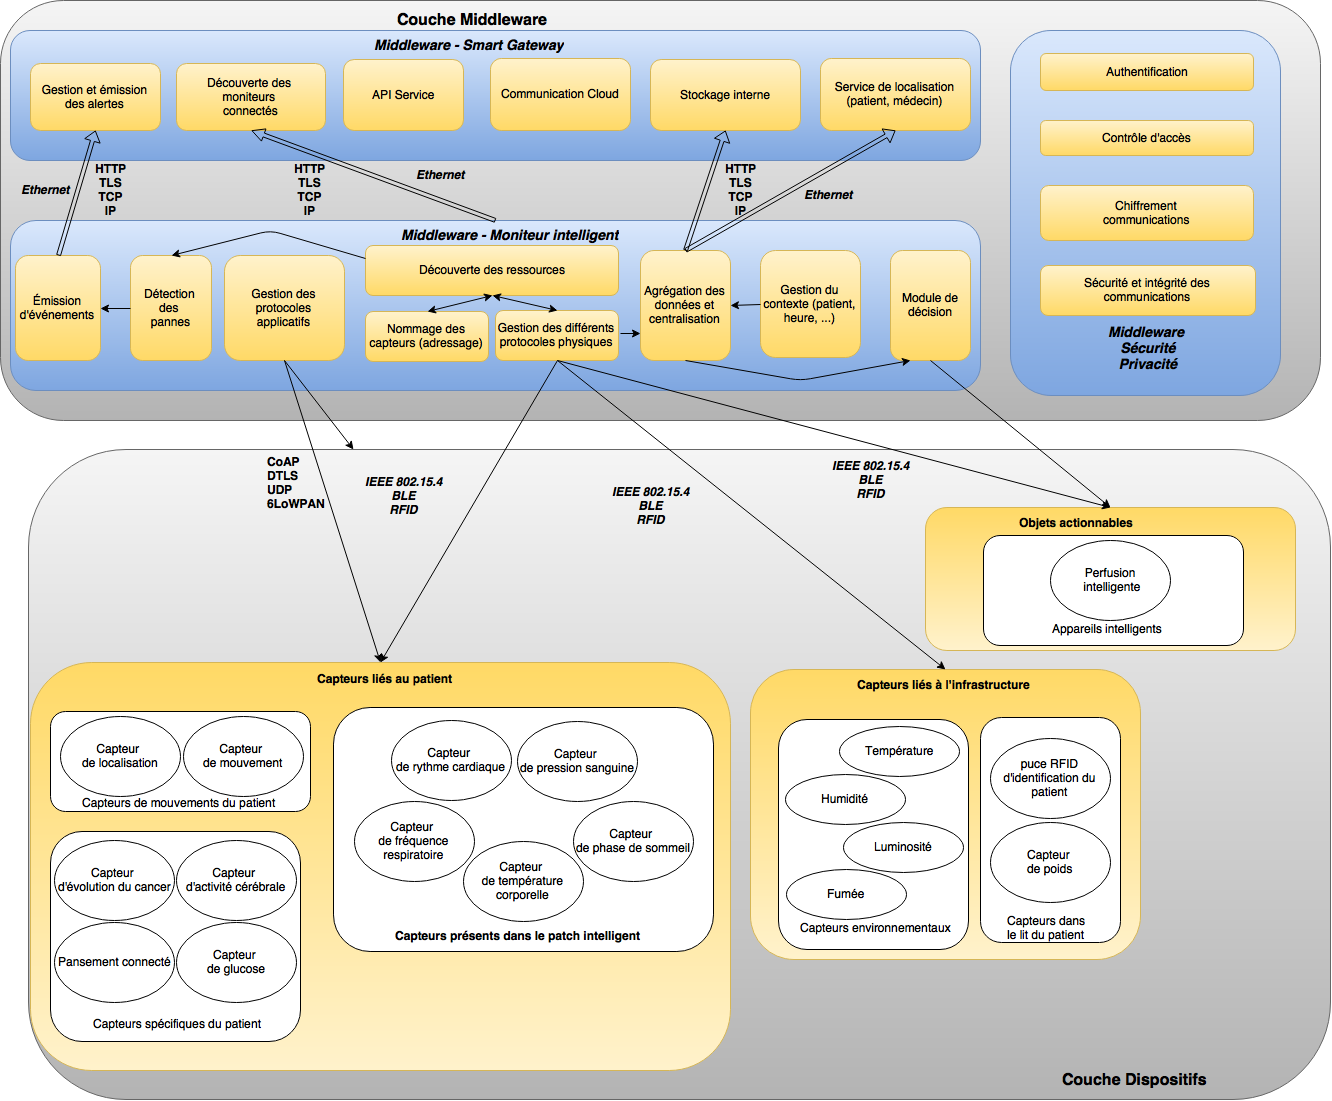 Couche Middleware
Middleware - Smart Gateway
Gestion et émission
des alertes
Découverte des
moniteurs
connectés
API Service
Communication Cloud
Stockage interne
Service de localisation
(patient, médecin)
Authentification
Contrôle d'accès
Chiffrement
communications
Sécurité et intégrité des
communications
Middleware
Sécurité
Privacité
Ethernet
HTTP
TLS
TCP
IP
HTTP
TLS
TCP
IP
Ethernet
HTTP
TLS
TCP
IP
Ethernet
Middleware - Moniteur intelligent
Émission
d'événements
Détection
des
pannes
Gestion des
protocoles
applicatifs
Découverte des ressources
Nommage des
capteurs (adressage)
Gestion des différents
protocoles physiques
Agrégation des
données et
centralisation
Gestion du
contexte (patient,
heure, ...)
Module de
décision
CoAP
DTLS
UDP
6LoWPAN
IEEE 802.15.4
BLE
RFID
IEEE 802.15.4
BLE
RFID
IEEE 802.15.4
BLE
RFID
Objets actionnables
Perfusion
intelligente
Appareils intelligents
Capteurs liés au patient
Capteur
de localisation
Capteur
de mouvement
Capteurs de mouvements du patient
Capteur
d'évolution du cancer
Capteur
d'activité cérébrale
Pansement connecté
Capteur
de glucose
Capteurs spécifiques du patient
Capteur
de rythme cardiaque
Capteur
de pression sanguine
Capteur
de fréquence
respiratoire
Capteur
de phase de sommeil
Capteur
de température
corporelle
Capteurs présents dans le patch intelligent
Capteurs liés à l'infrastructure
Température
Humidité
Luminosité
Fumée
Capteurs environnementaux
puce RFID
d'identification du
patient
Capteur
de poids
Capteurs dans
le lit du patient
Couche Dispositifs